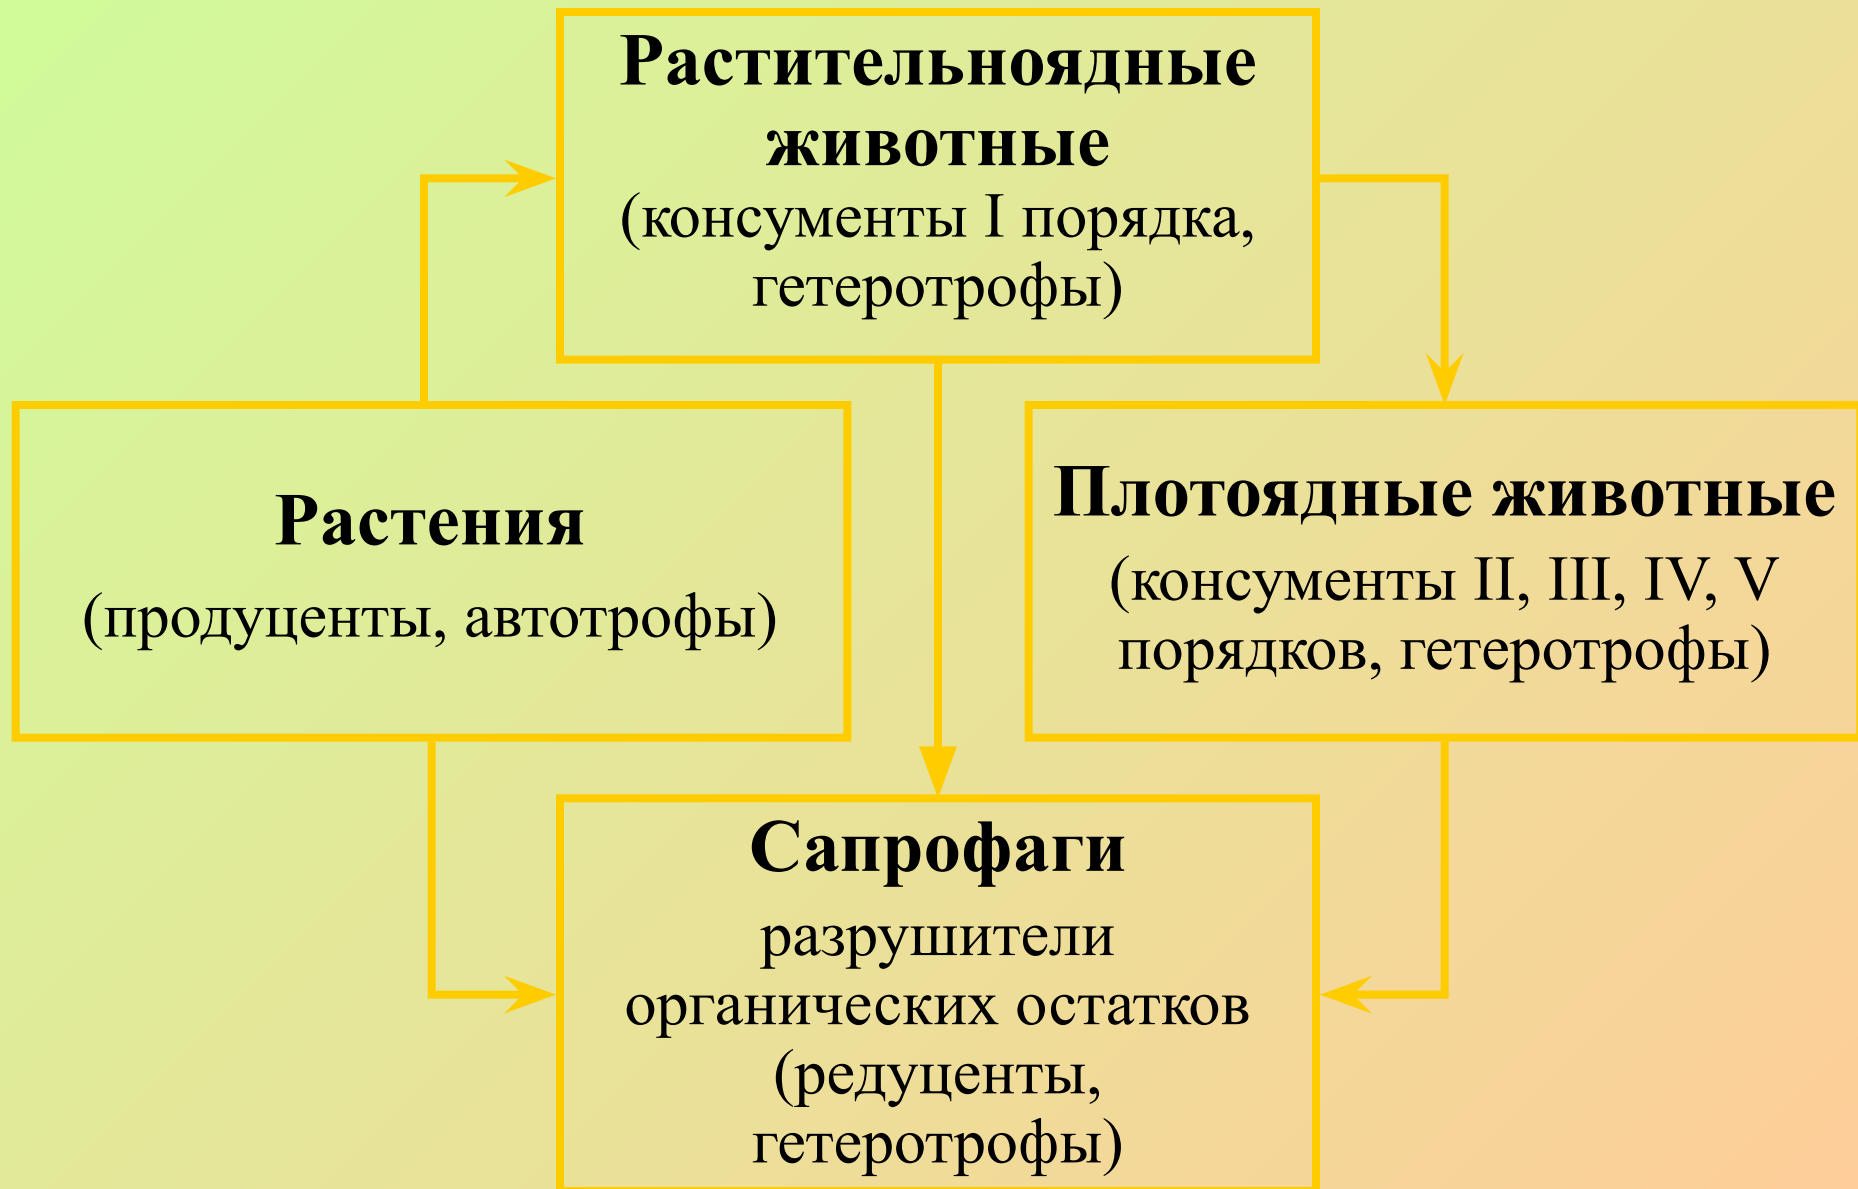 Растительноядные
животные
(консументы I порядка,
гетеротрофы)
Растения
(продуценты, автотрофы)
Плотоядные животные
(консументы II, III, IV, V
порядков, гетеротрофы)
Сапрофаги
разрушители
органических остатков
(редуценты,
гетеротрофы)